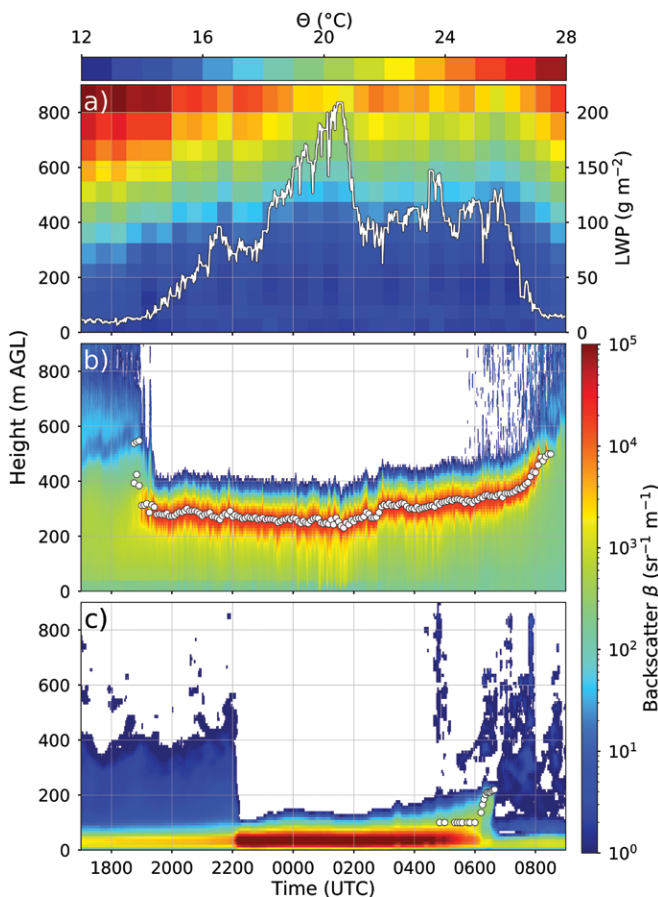 Θ (°C)
12 16 20 24 28
a)
800
600
400
200
0
200
150
100
50
0
LWP (g m⁻²)
Height (m AGL)
b)
800
600
400
200
0
c)
800
600
400
200
0
10⁵
10⁴
10³
10²
10¹
10⁰
Backscatter β (sr⁻¹ m⁻¹)
1800 2000 2200 0000 0200 0400 0600 0800
Time (UTC)